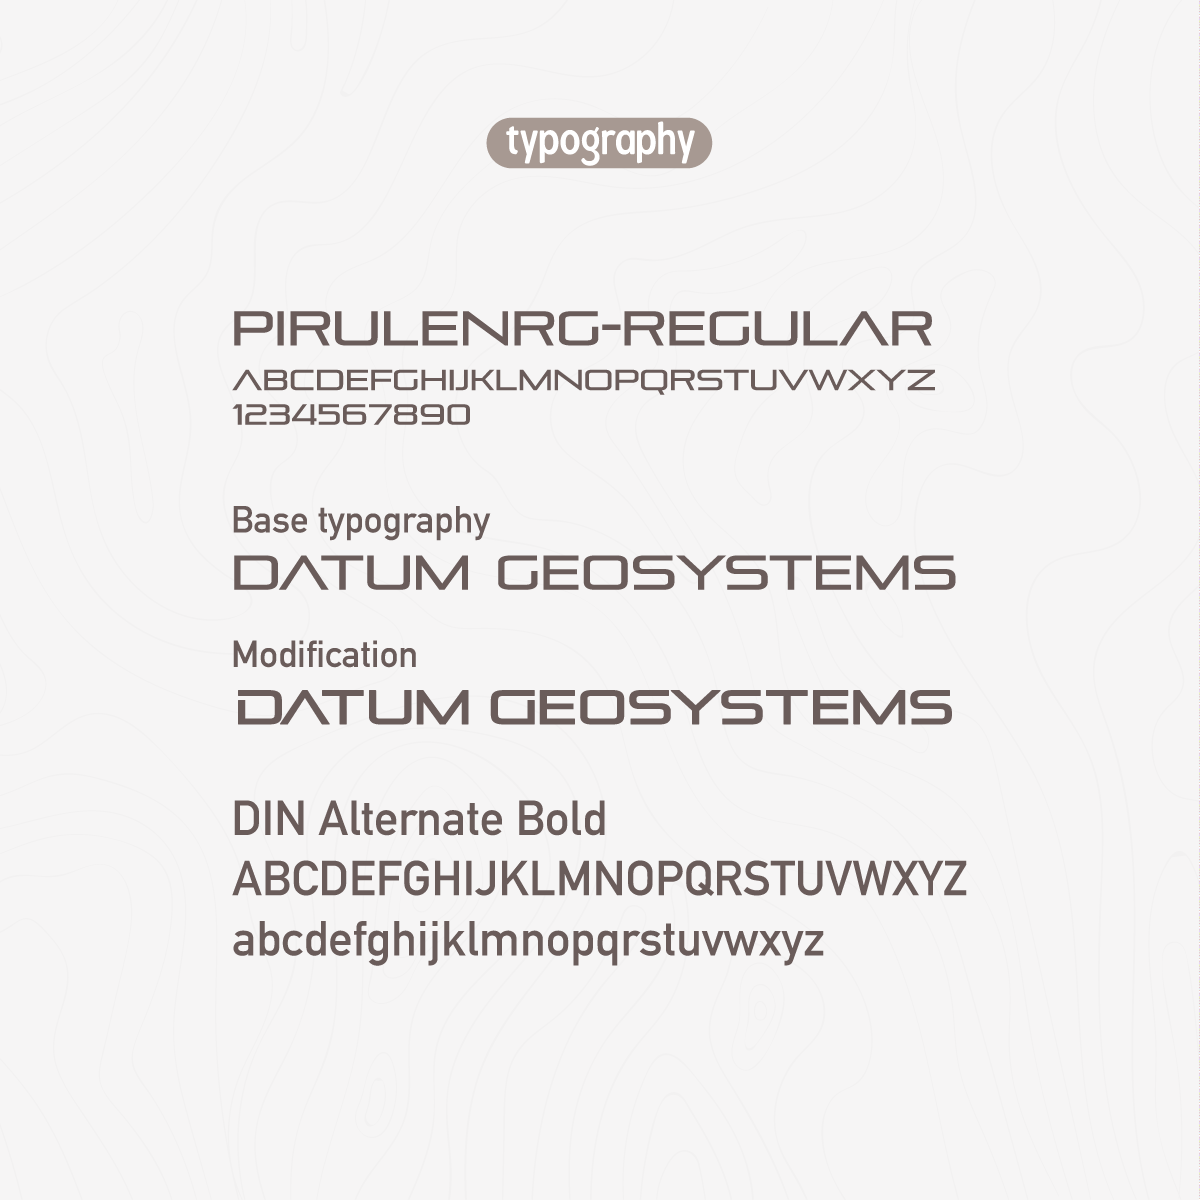 typography
PIRULENRG-REGULAR
ABCDEFGHIJKLMNOPQRSTUVWXYZ
1234567890
Base typography
DATUM GEOSYSTEMS
Modification
DATUM GEOSYSTEMS
DIN Alternate Bold
ABCDEFGHIJKLMNOPQRSTUVWXYZ
abcdefghijklmnopqrstuvwxyz